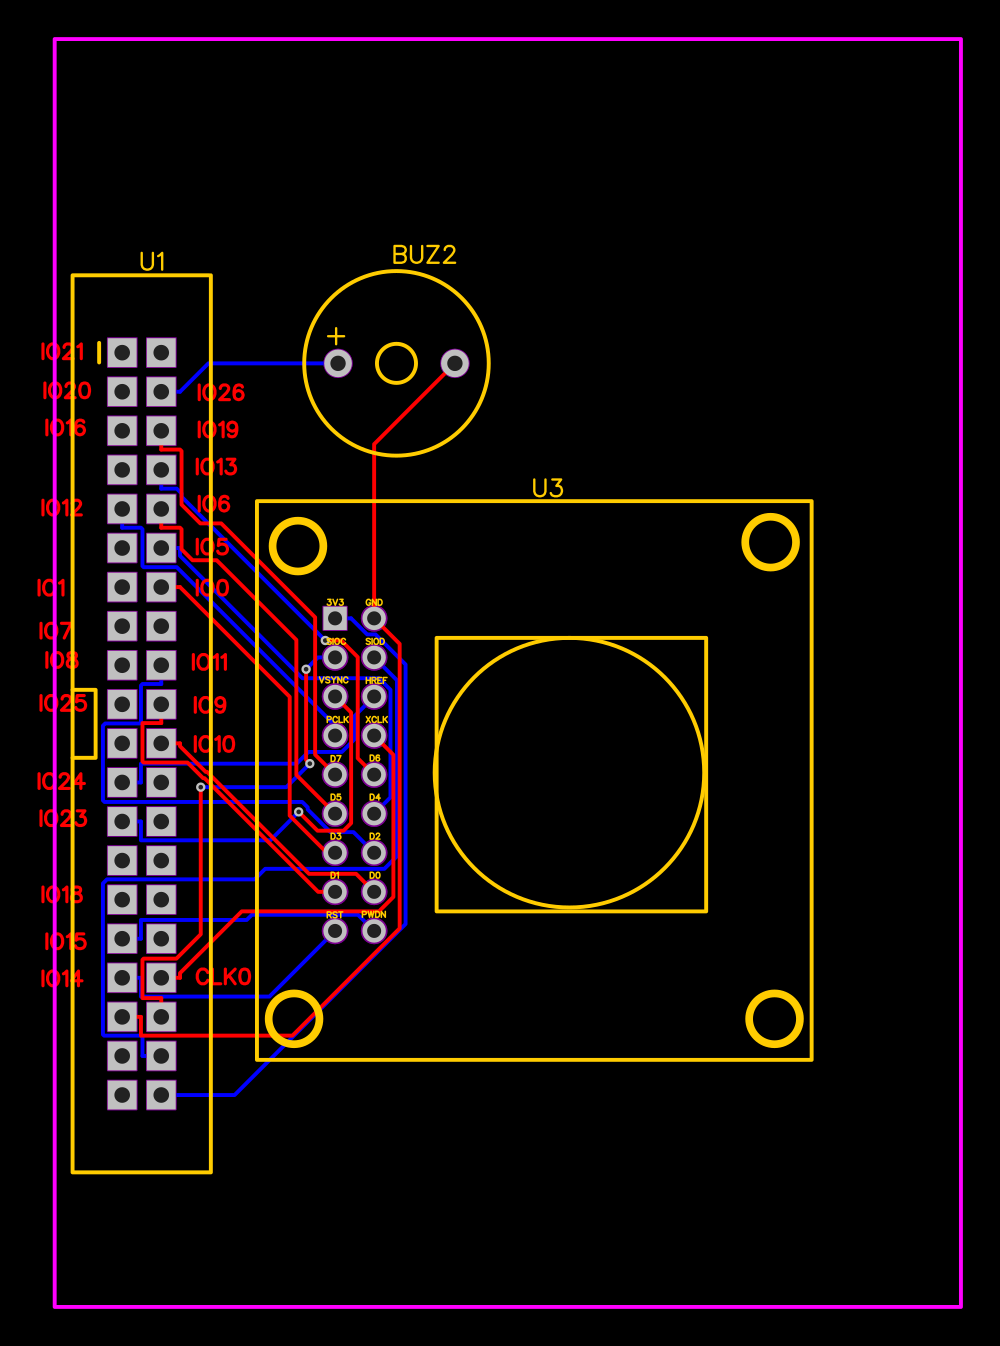 BUZ2
U1
+
IO21
IO20
IO26
IO16
IO19
IO13
U3
IO6
IO12
IO5
IO1
IO0
3V3 GND
IO7
SIOC SIOD
IO8
IO11
VSYNC HREF
IO25
IO9
PCLK XCLK
IO10
D7 D6
IO24
D5 D4
IO23
D3 D2
D1 D0
IO18
RST PWDN
IO15
IO14
CLK0